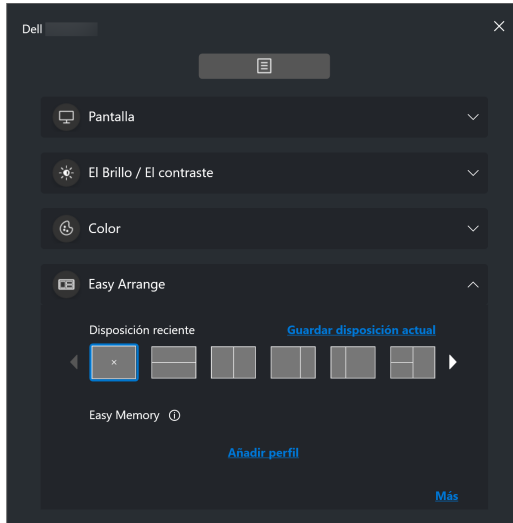 Dell
Pantalla
El Brillo / El contraste
Color
Easy Arrange
Disposición reciente
Guardar disposición actual
Easy Memory
Añadir perfil
Más